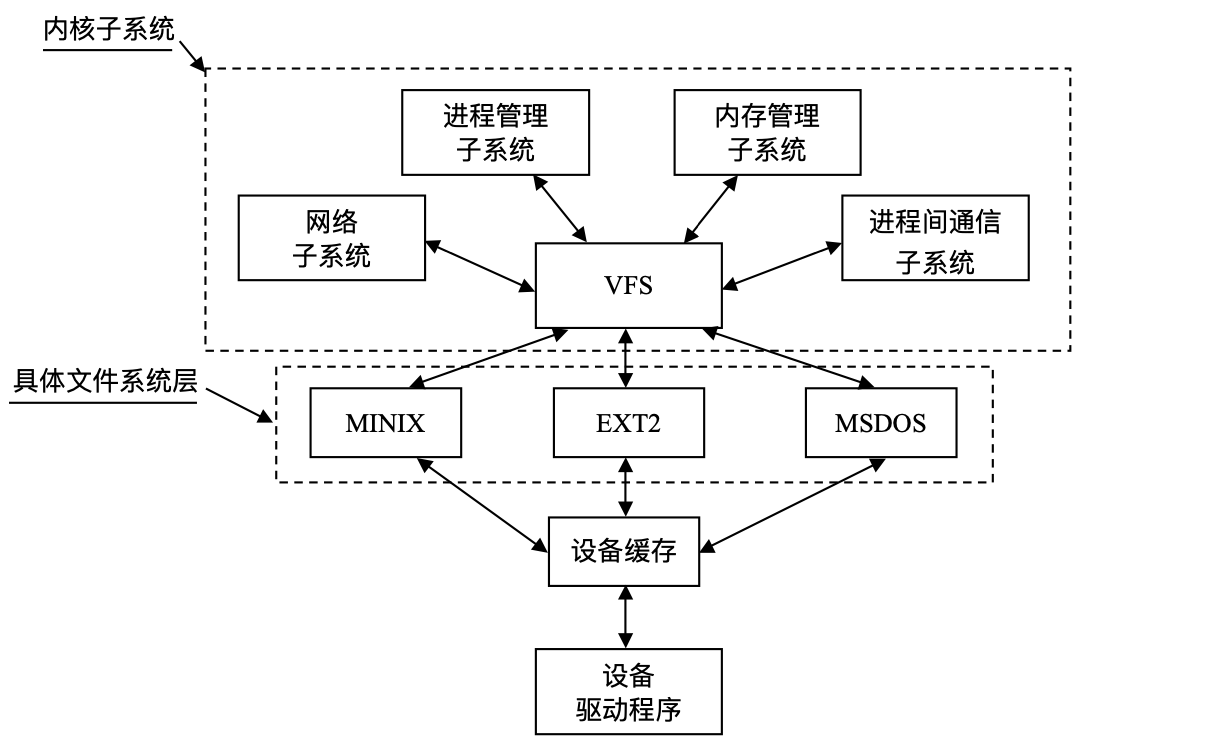 内核子系统
进程管理
子系统
内存管理
子系统
网络
子系统
进程间通信
子系统
VFS
具体文件系统层
MINIX
EXT2
MSDOS
设备缓存
设备
驱动程序